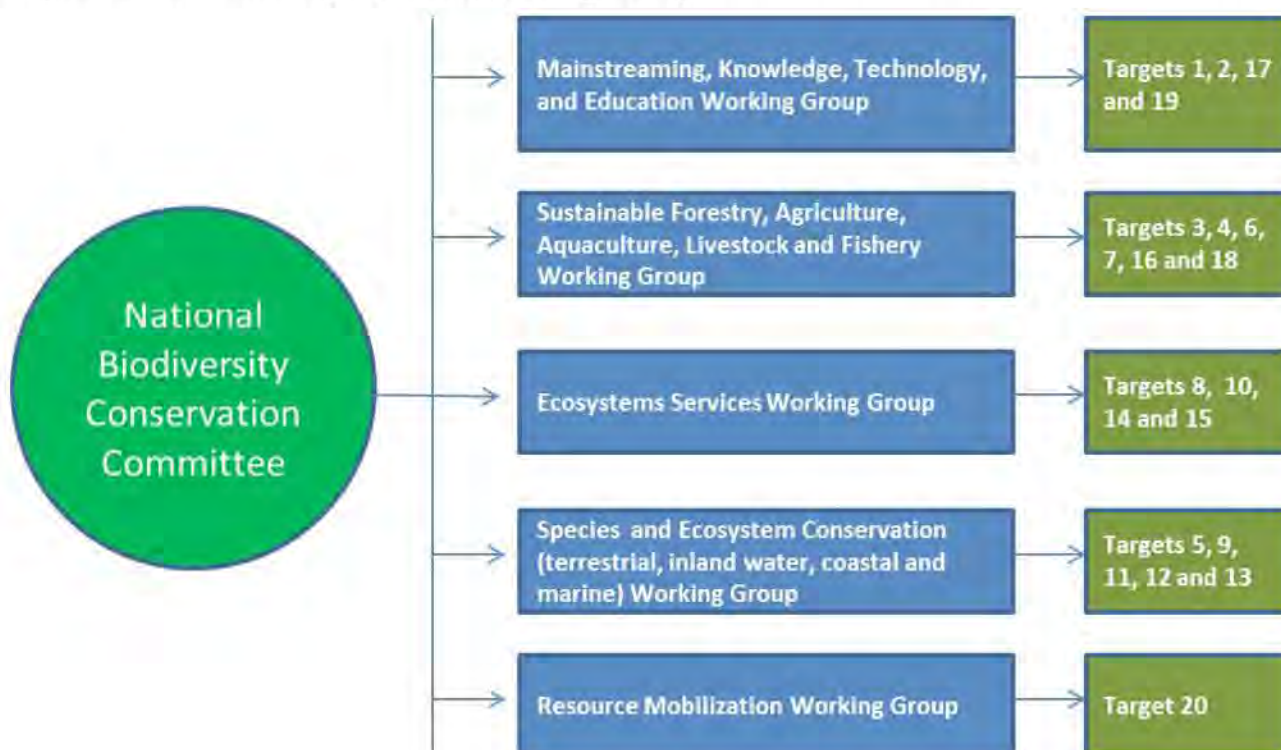 National
Biodiversity
Conservation
Committee
Mainstreaming, Knowledge, Technology,
and Education Working Group
Targets 1, 2, 17
and 19
Sustainable Forestry, Agriculture,
Aquaculture, Livestock and Fishery
Working Group
Targets 3, 4, 6,
7, 16 and 18
Ecosystems Services Working Group
Targets 8, 10,
14 and 15
Species and Ecosystem Conservation
(terrestrial, inland water, coastal and
marine) Working Group
Targets 5, 9,
11, 12 and 13
Resource Mobilization Working Group
Target 20